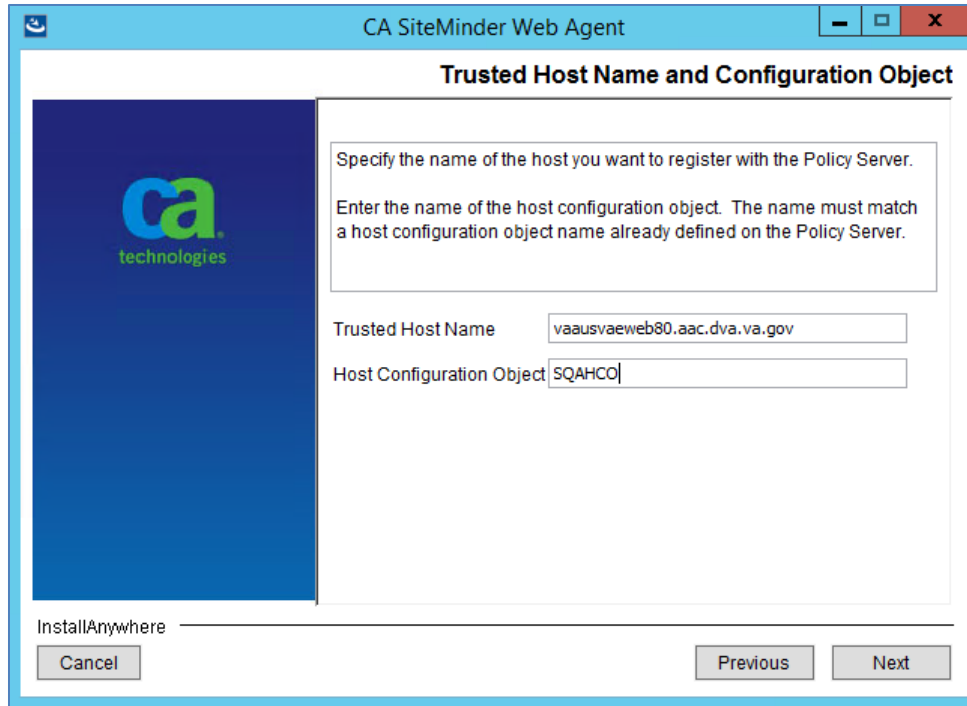 CA SiteMinder Web Agent
Trusted Host Name and Configuration Object
ca
technologies
Specify the name of the host you want to register with the Policy Server.
Enter the name of the host configuration object.  The name must match
a host configuration object name already defined on the Policy Server.
Trusted Host Name vaausvaeweb80.aac.dva.va.gov
Host Configuration Object SQAHCO
InstallAnywhere
Cancel Previous Next